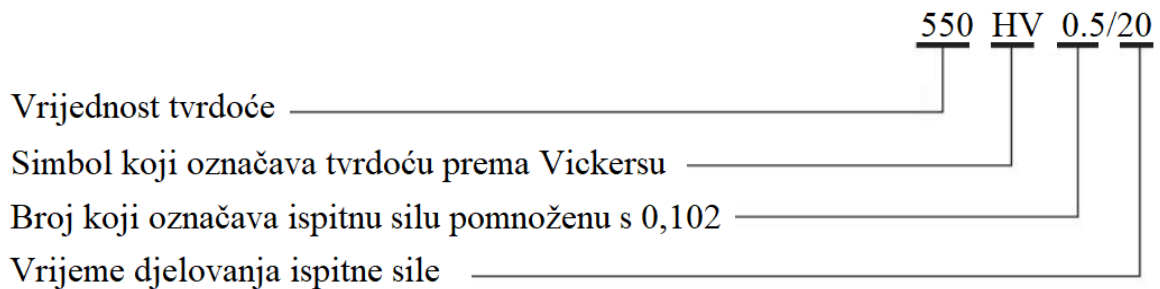 550 HV 0.5/20
Vrijednost tvrdoće
Simbol koji označava tvrdoću prema Vickersu
Broj koji označava ispitnu silu pomnoženu s 0,102
Vrijeme djelovanja ispitne sile